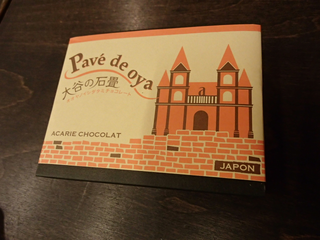 Pavé de oya
大谷の石畳
a
ACARIE CHOCOLAT
JAPON